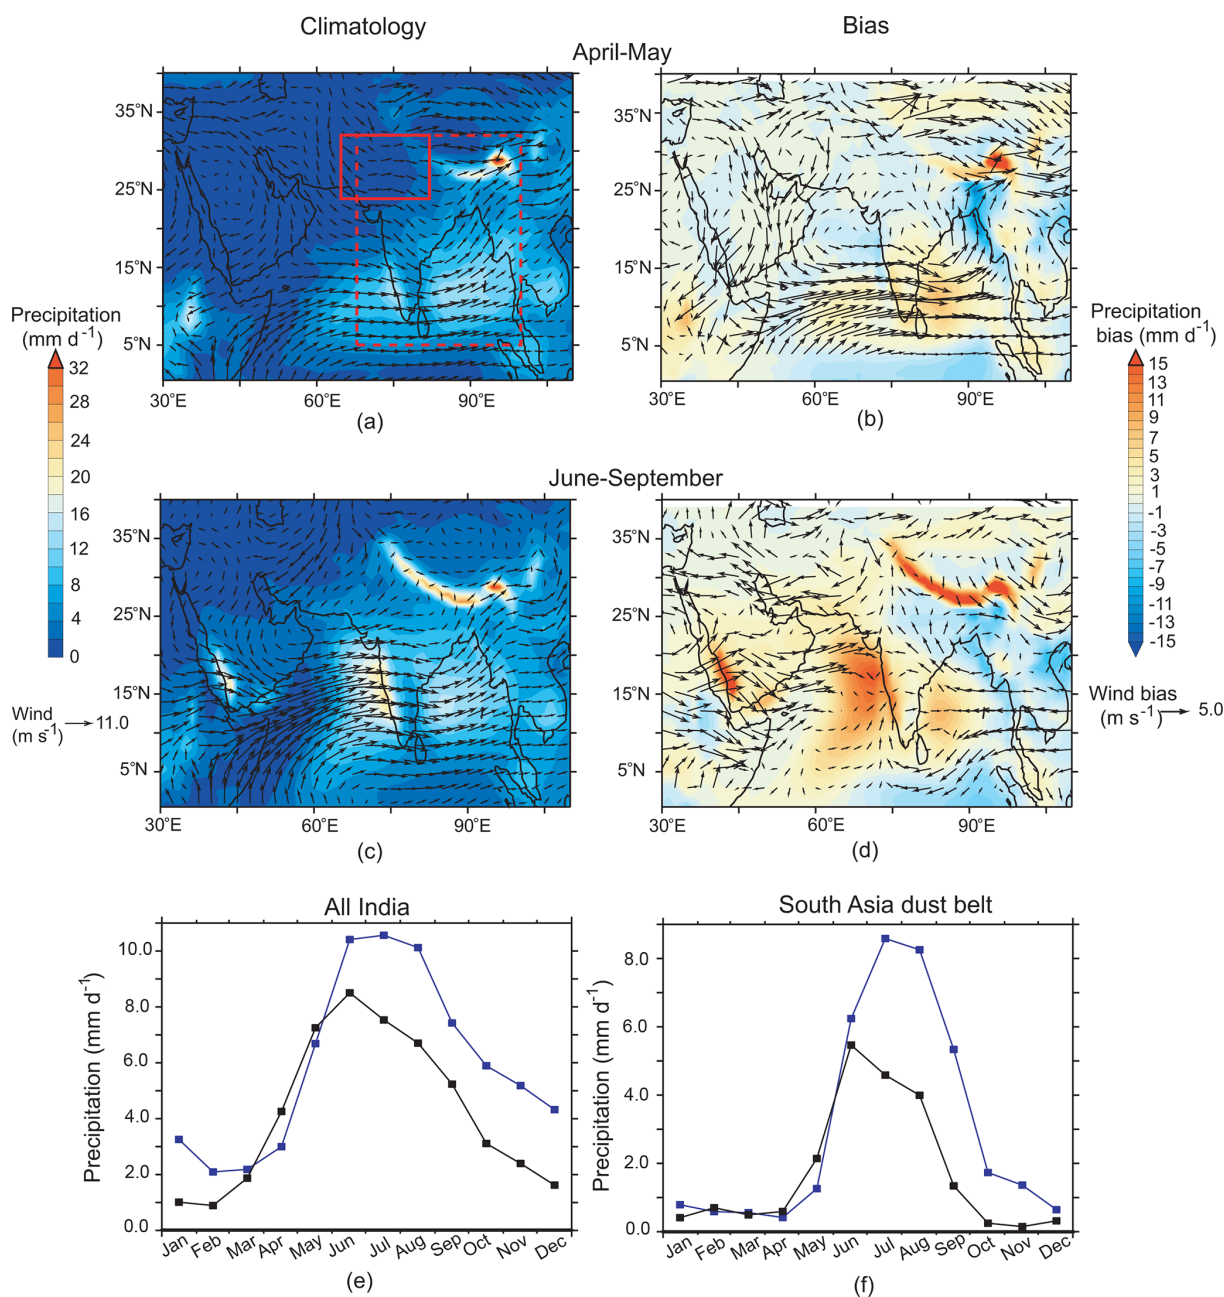 Climatology
Bias
April-May
35°N
25°N
15°N
5°N
30°E
60°E
90°E
(a)
35°N
25°N
15°N
5°N
30°E
60°E
90°E
(b)
Precipitation
(mm d-1)
32
28
24
20
16
12
8
4
0
Wind
(m s-1)
11.0
Precipitation
bias (mm d-1)
15
13
11
9
7
5
3
1
-1
-3
-5
-7
-9
-11
-13
-15
Wind bias
(m s-1)
5.0
June-September
35°N
25°N
15°N
5°N
30°E
60°E
90°E
(c)
35°N
25°N
15°N
5°N
30°E
60°E
90°E
(d)
All India
Precipitation (mm d-1)
10.0
8.0
6.0
4.0
2.0
0.0
Jan
Feb
Mar
Apr
May
Jun
Jul
Aug
Sep
Oct
Nov
Dec
(e)
South Asia dust belt
Precipitation (mm d-1)
8.0
6.0
4.0
2.0
0.0
Jan
Feb
Mar
Apr
May
Jun
Jul
Aug
Sep
Oct
Nov
Dec
(f)